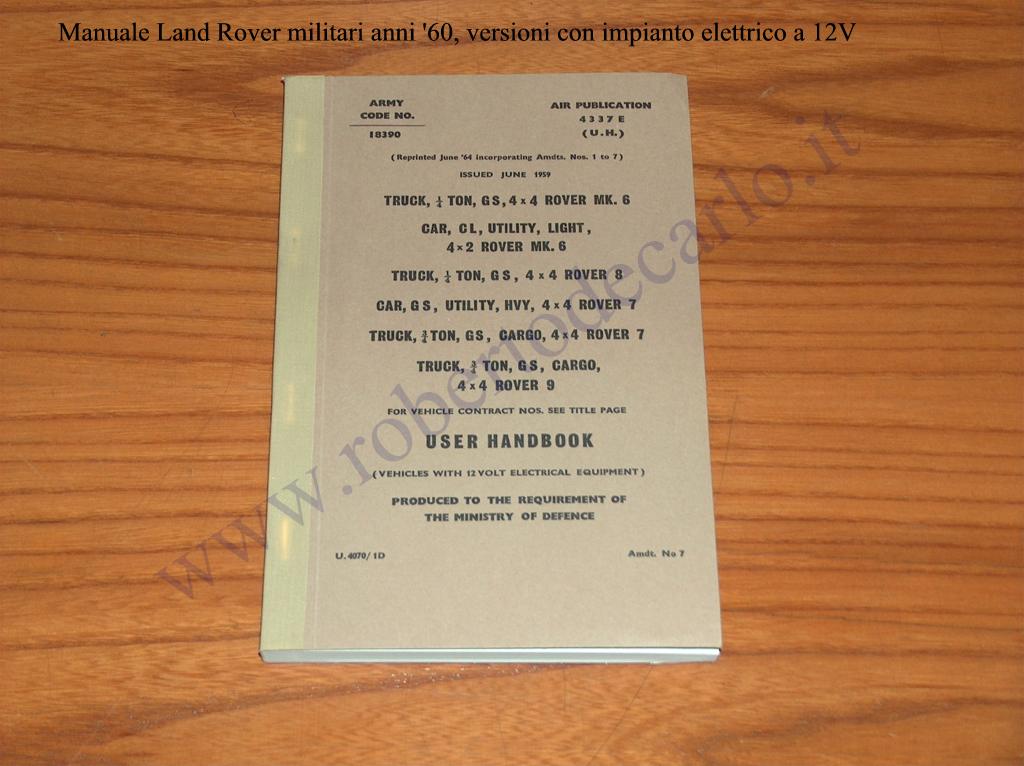 Manuale Land Rover militari anni '60, versioni con impianto elettrico a 12V
ARMY
CODE NO.
18390
AIR PUBLICATION
4337 E
(U.H.)
(Reprinted June '64 incorporating Amdts. Nos. 1 to 7)
ISSUED JUNE 1959
TRUCK, ¼ TON, GS, 4×4 ROVER MK. 6
CAR, CL, UTILITY, LIGHT,
4×2 ROVER MK. 6
TRUCK, ¼ TON, GS, 4×4 ROVER 8
CAR, GS, UTILITY, HVY, 4×4 ROVER 7
TRUCK, ¾ TON, GS, CARGO, 4×4 ROVER 7
TRUCK, ¾ TON, GS, CARGO,
4×4 ROVER 9
FOR VEHICLE CONTRACT NOS. SEE TITLE PAGE
USER HANDBOOK
(VEHICLES WITH 12 VOLT ELECTRICAL EQUIPMENT)
PRODUCED TO THE REQUIREMENT OF
THE MINISTRY OF DEFENCE
U.4070/1D
Amdt. No 7
www.robertodecarlo.it